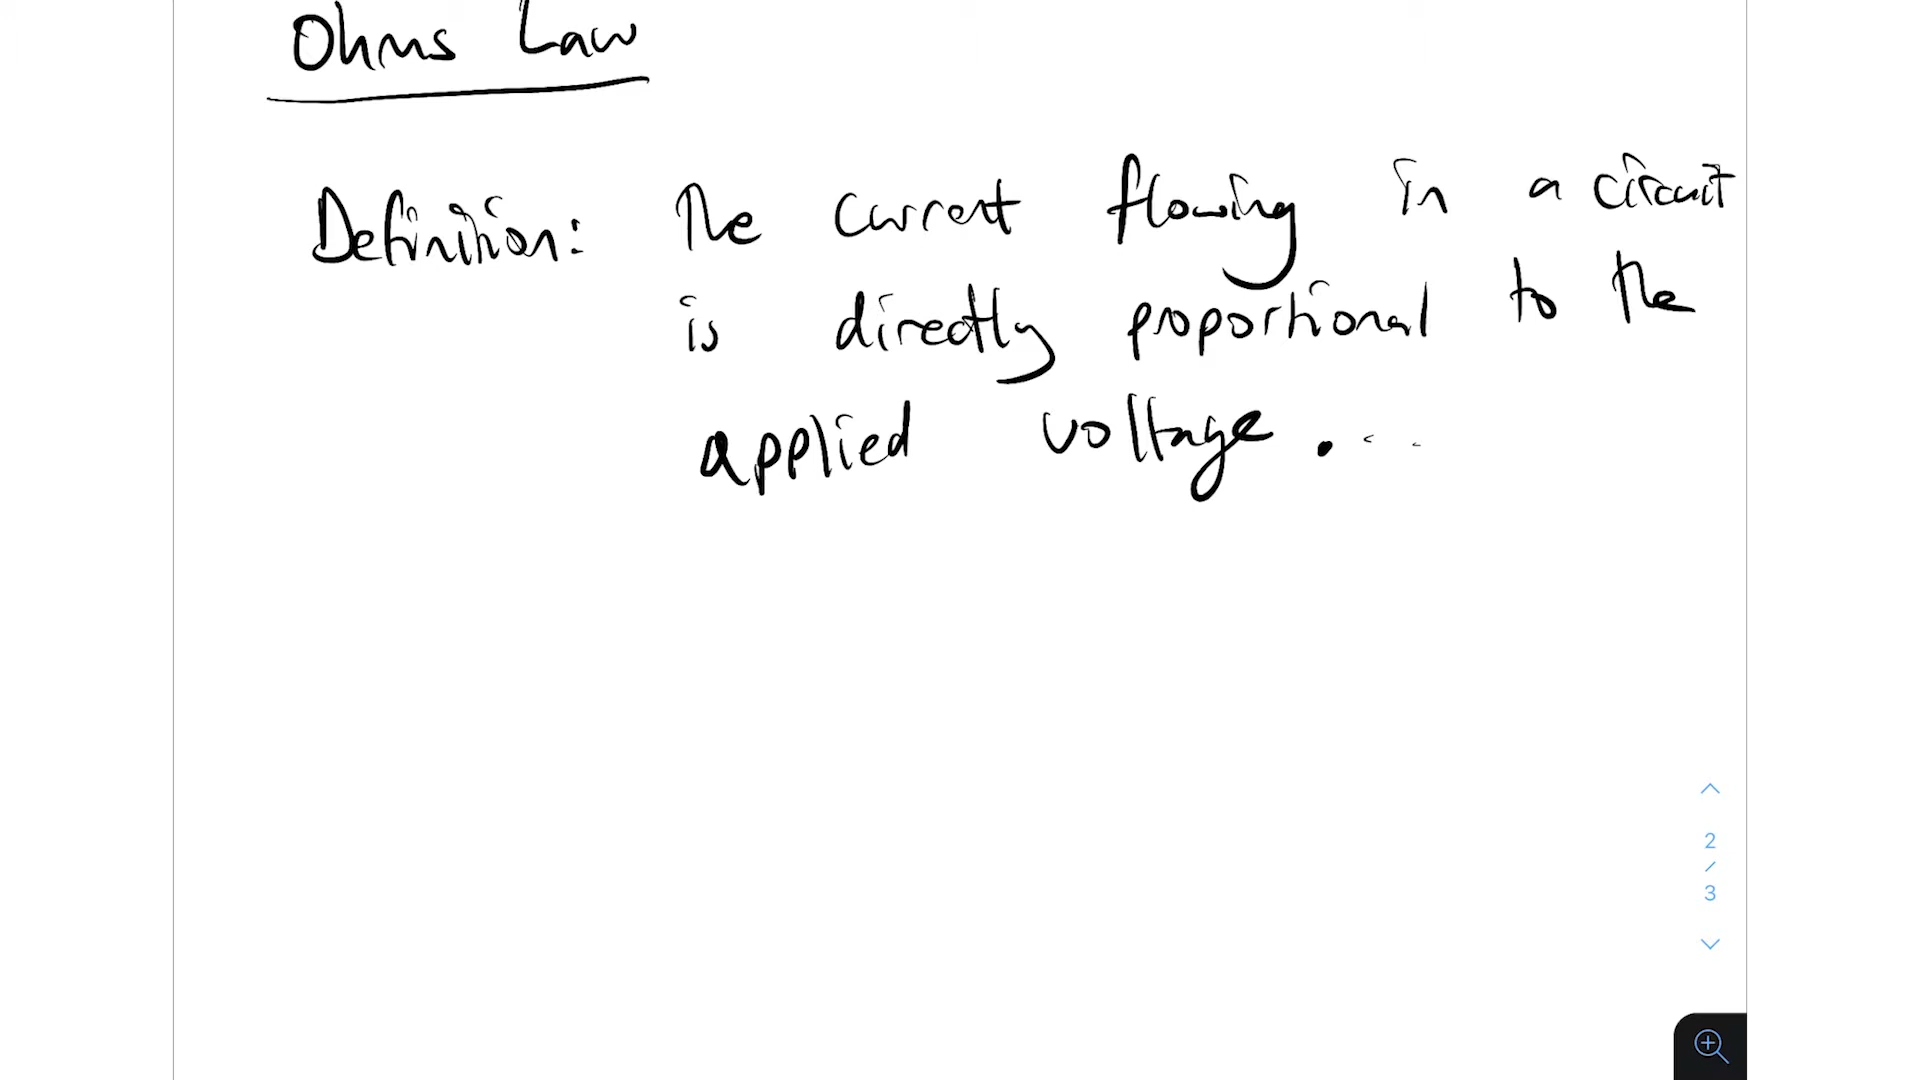 Ohms Law
Definition: The current flowing in a circuit
is directly proportional to the
applied voltage....
2
/
3